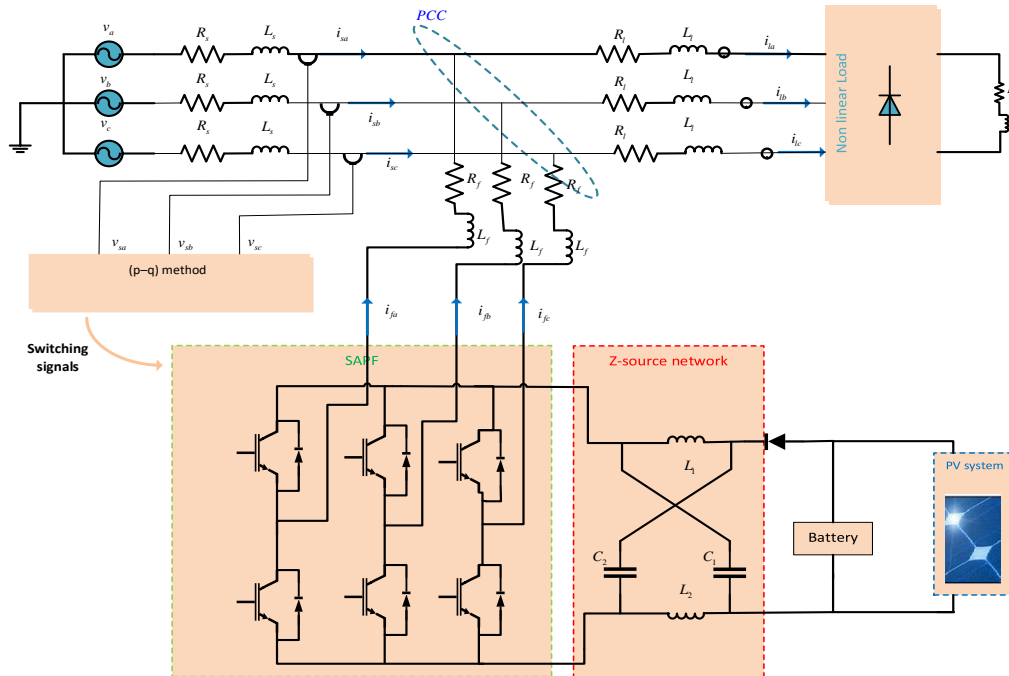 v_a
R_s
L_s
i_sa
PCC
R_l
L_l
i_la
v_b
R_s
L_s
i_sb
R_l
L_l
i_lb
v_c
R_s
L_s
i_sc
R_l
L_l
i_lc
Non linear Load
R_f
R_f
R_f
L_f
L_f
L_f
v_sa
v_sb
v_sc
(p–q) method
i_fa
i_fb
i_fc
Switching
signals
SAPF
Z-source network
L_1
PV system
Battery
C_2
C_1
L_2